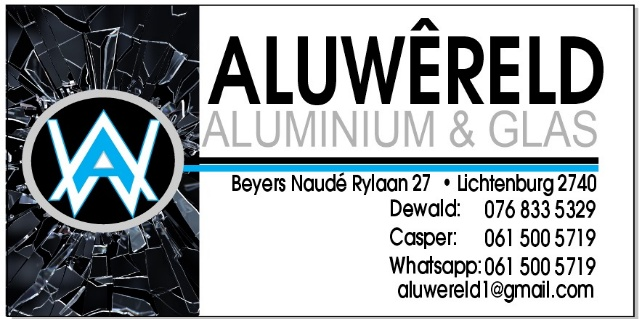 ALUWÊRELD
ALUMINIUM & GLAS
AW
Beyers Naudé Rylaan 27 • Lichtenburg 2740
Dewald: 076 833 5329
Casper: 061 500 5719
Whatsapp: 061 500 5719
aluwereld1@gmail.com